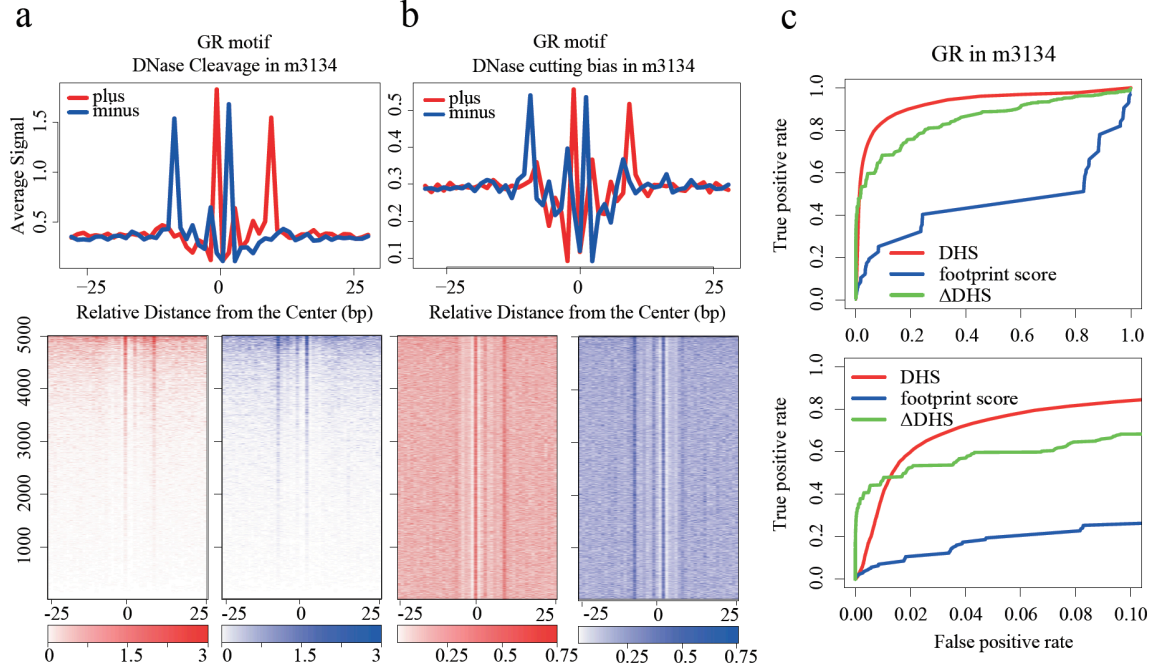 a
GR motif
DNase Cleavage in m3134
plus
minus
Average Signal
0.5
1.0
1.5
−25
0
25
Relative Distance from the Center (bp)
5000
4000
3000
2000
1000
-25
0
25
-25
0
25
0
1.5
3
0
1.5
3
b
GR motif
DNase cutting bias in m3134
plus
minus
0.1
0.2
0.3
0.4
0.5
−25
0
25
Relative Distance from the Center (bp)
-25
0
25
-25
0
25
0.25
0.50
0.75
0.25
0.50
0.75
c
GR in m3134
True positive rate
0.0
0.2
0.4
0.6
0.8
1.0
DHS
footprint score
ΔDHS
0.0
0.2
0.4
0.6
0.8
1.0
True positive rate
0.0
0.2
0.4
0.6
0.8
1.0
DHS
footprint score
ΔDHS
0.00
0.02
0.04
0.06
0.08
0.10
False positive rate